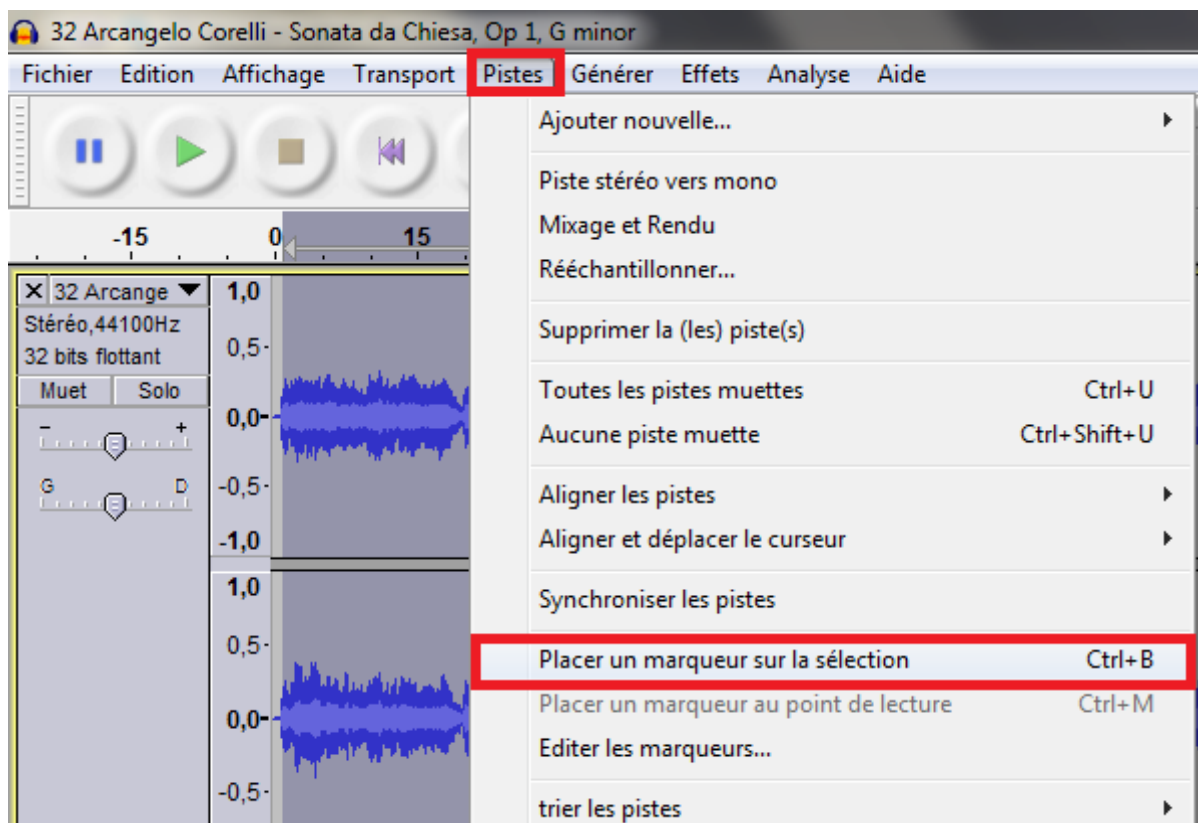 32 Arcangelo Corelli - Sonata da Chiesa, Op 1, G minor
Fichier Edition Affichage Transport Pistes Générer Effets Analyse Aide
Ajouter nouvelle...
Piste stéréo vers mono
Mixage et Rendu
Rééchantillonner...
Supprimer la (les) piste(s)
Toutes les pistes muettes Ctrl+U
Aucune piste muette Ctrl+Shift+U
Aligner les pistes
Aligner et déplacer le curseur
Synchroniser les pistes
Placer un marqueur sur la sélection Ctrl+B
Placer un marqueur au point de lecture Ctrl+M
Editer les marqueurs...
trier les pistes
-15 0 15
32 Arcange
Stéréo,44100Hz
32 bits flottant
Muet Solo
- +
G D
1,0
0,5-
0,0-
-0,5-
-1,0
1,0
0,5-
0,0-
-0,5-